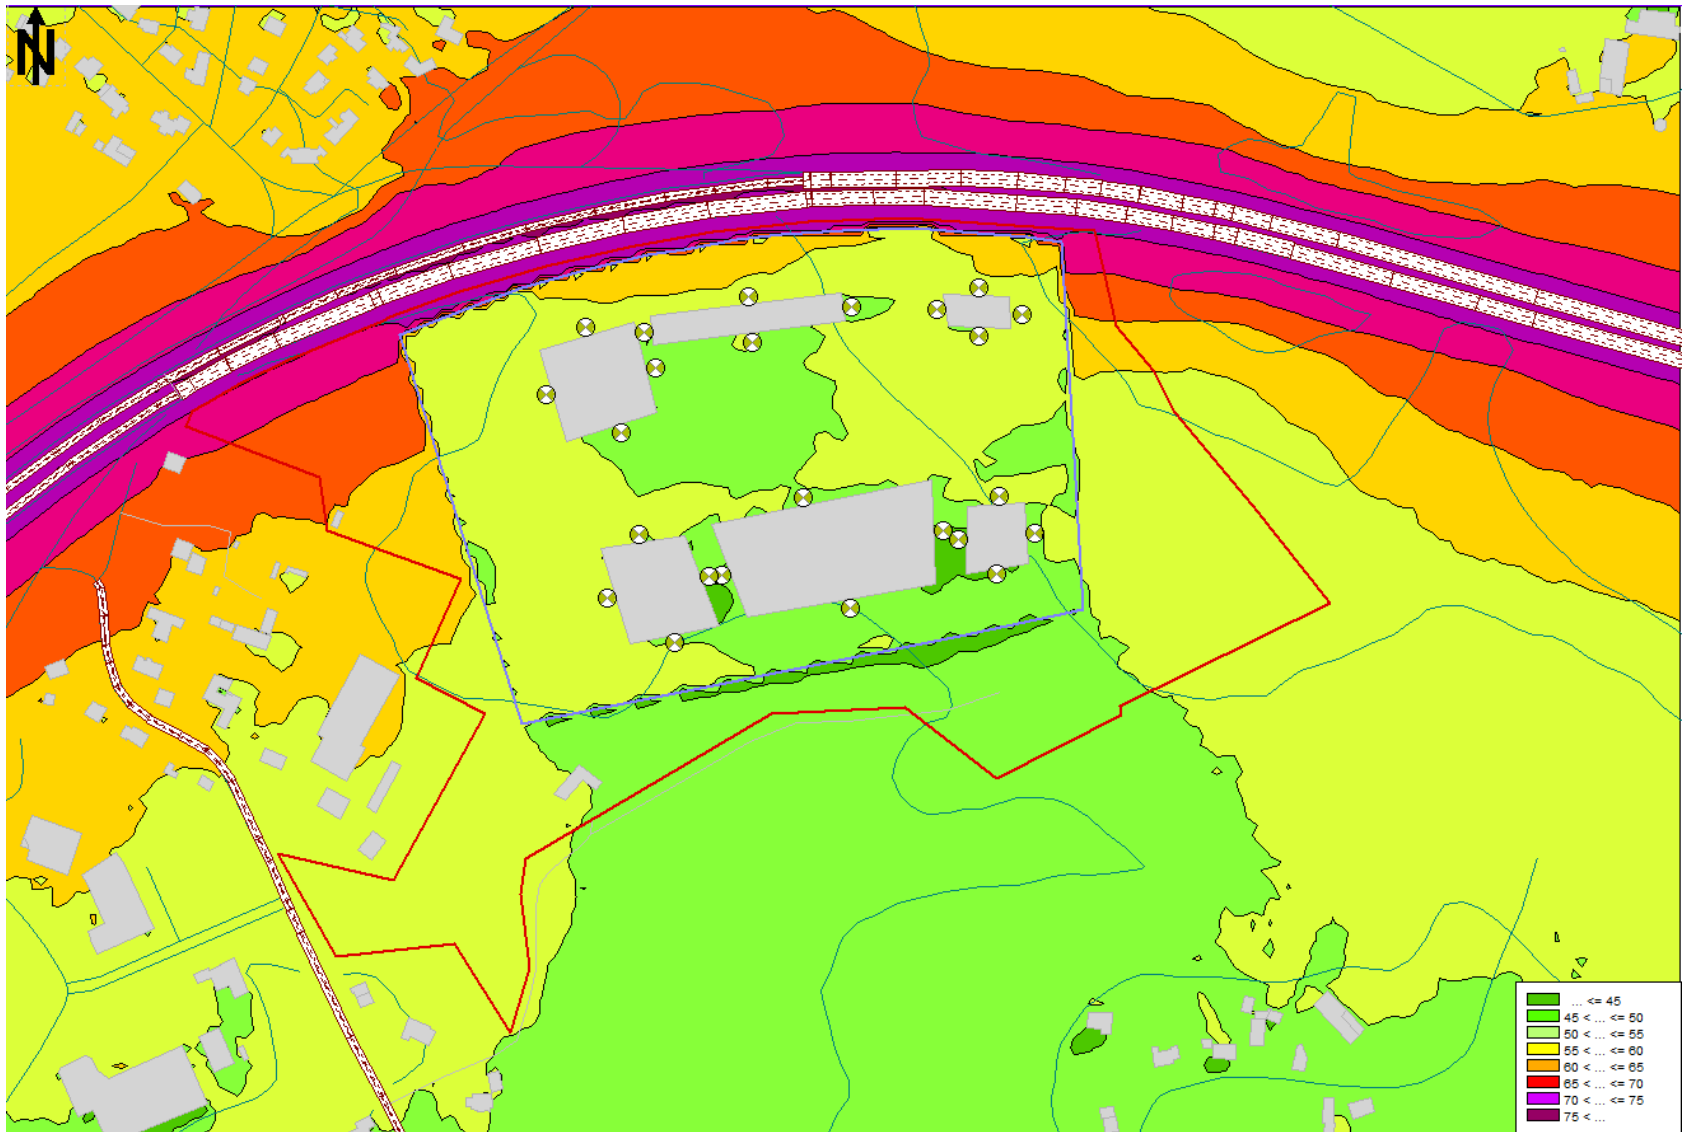 N
... <= 45
45 < ... <= 50
50 < ... <= 55
55 < ... <= 60
60 < ... <= 65
65 < ... <= 70
70 < ... <= 75
75 < ...